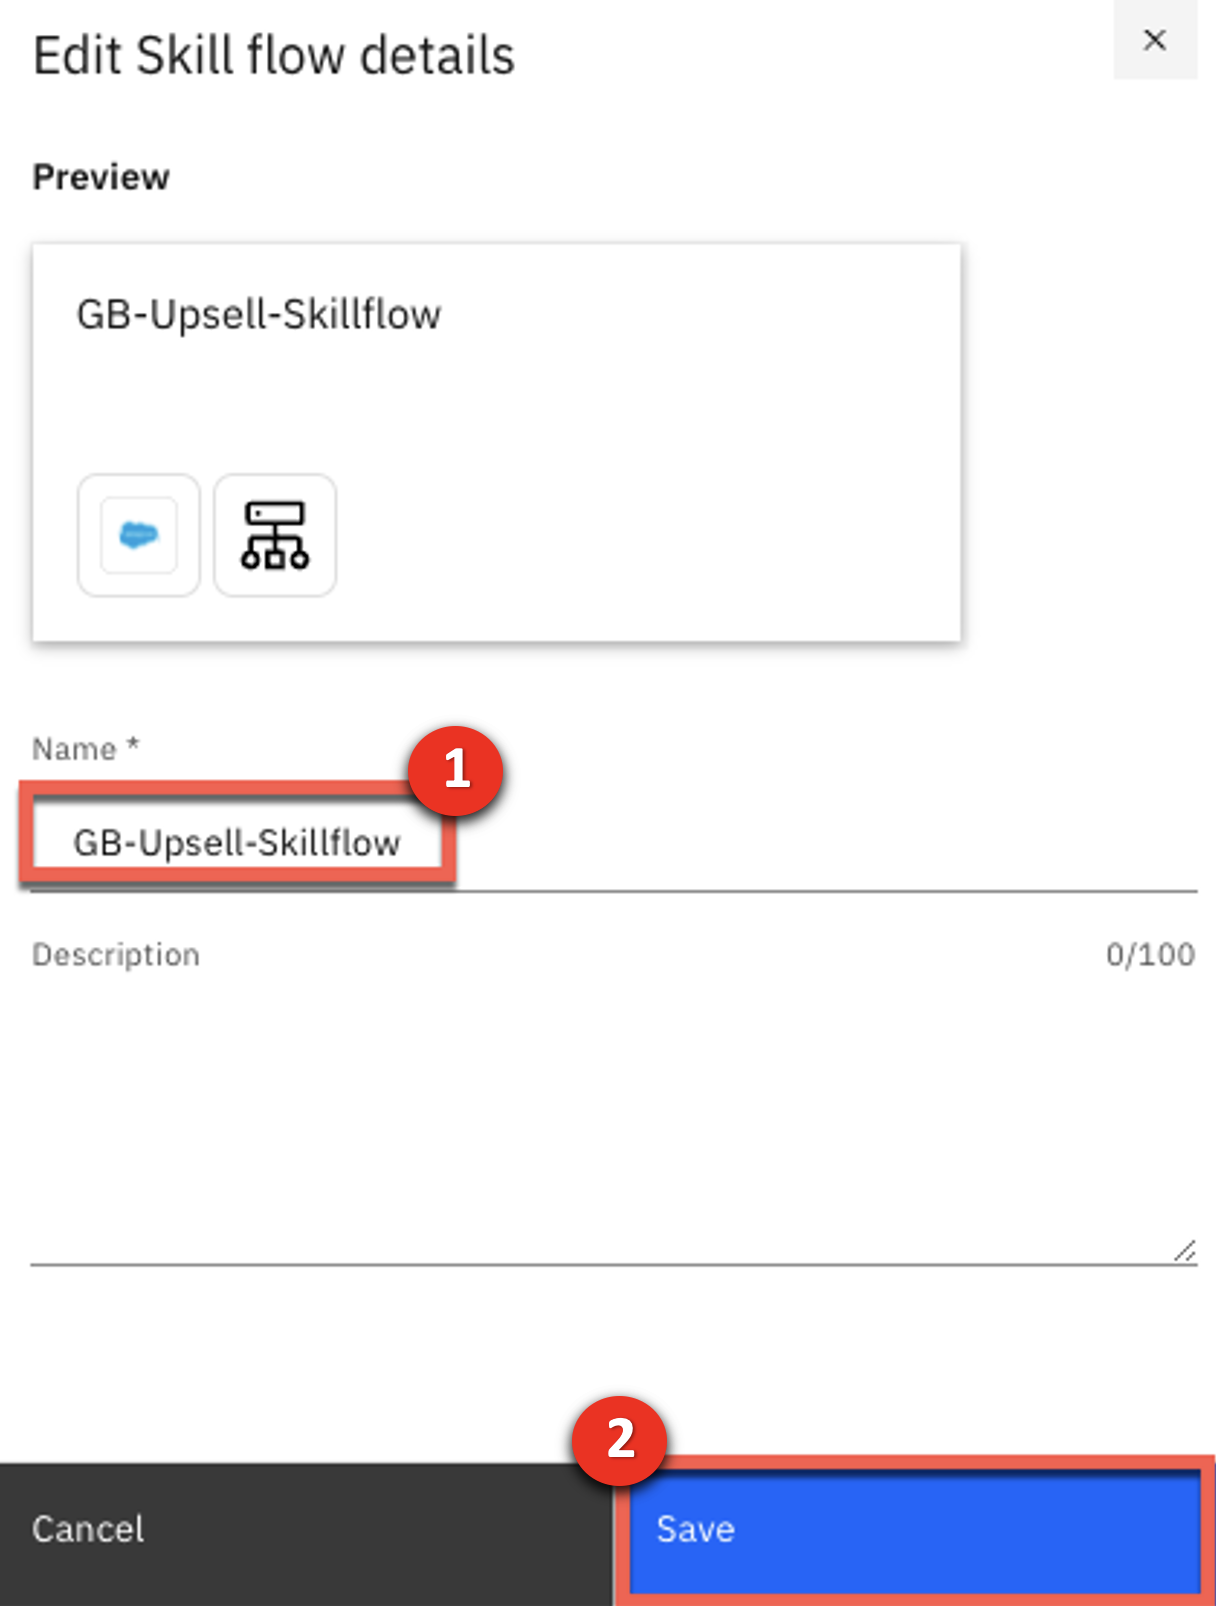 Edit Skill flow details
Preview
GB-Upsell-Skillflow
Name *
1
GB-Upsell-Skillflow
Description 0/100
2
Cancel
Save